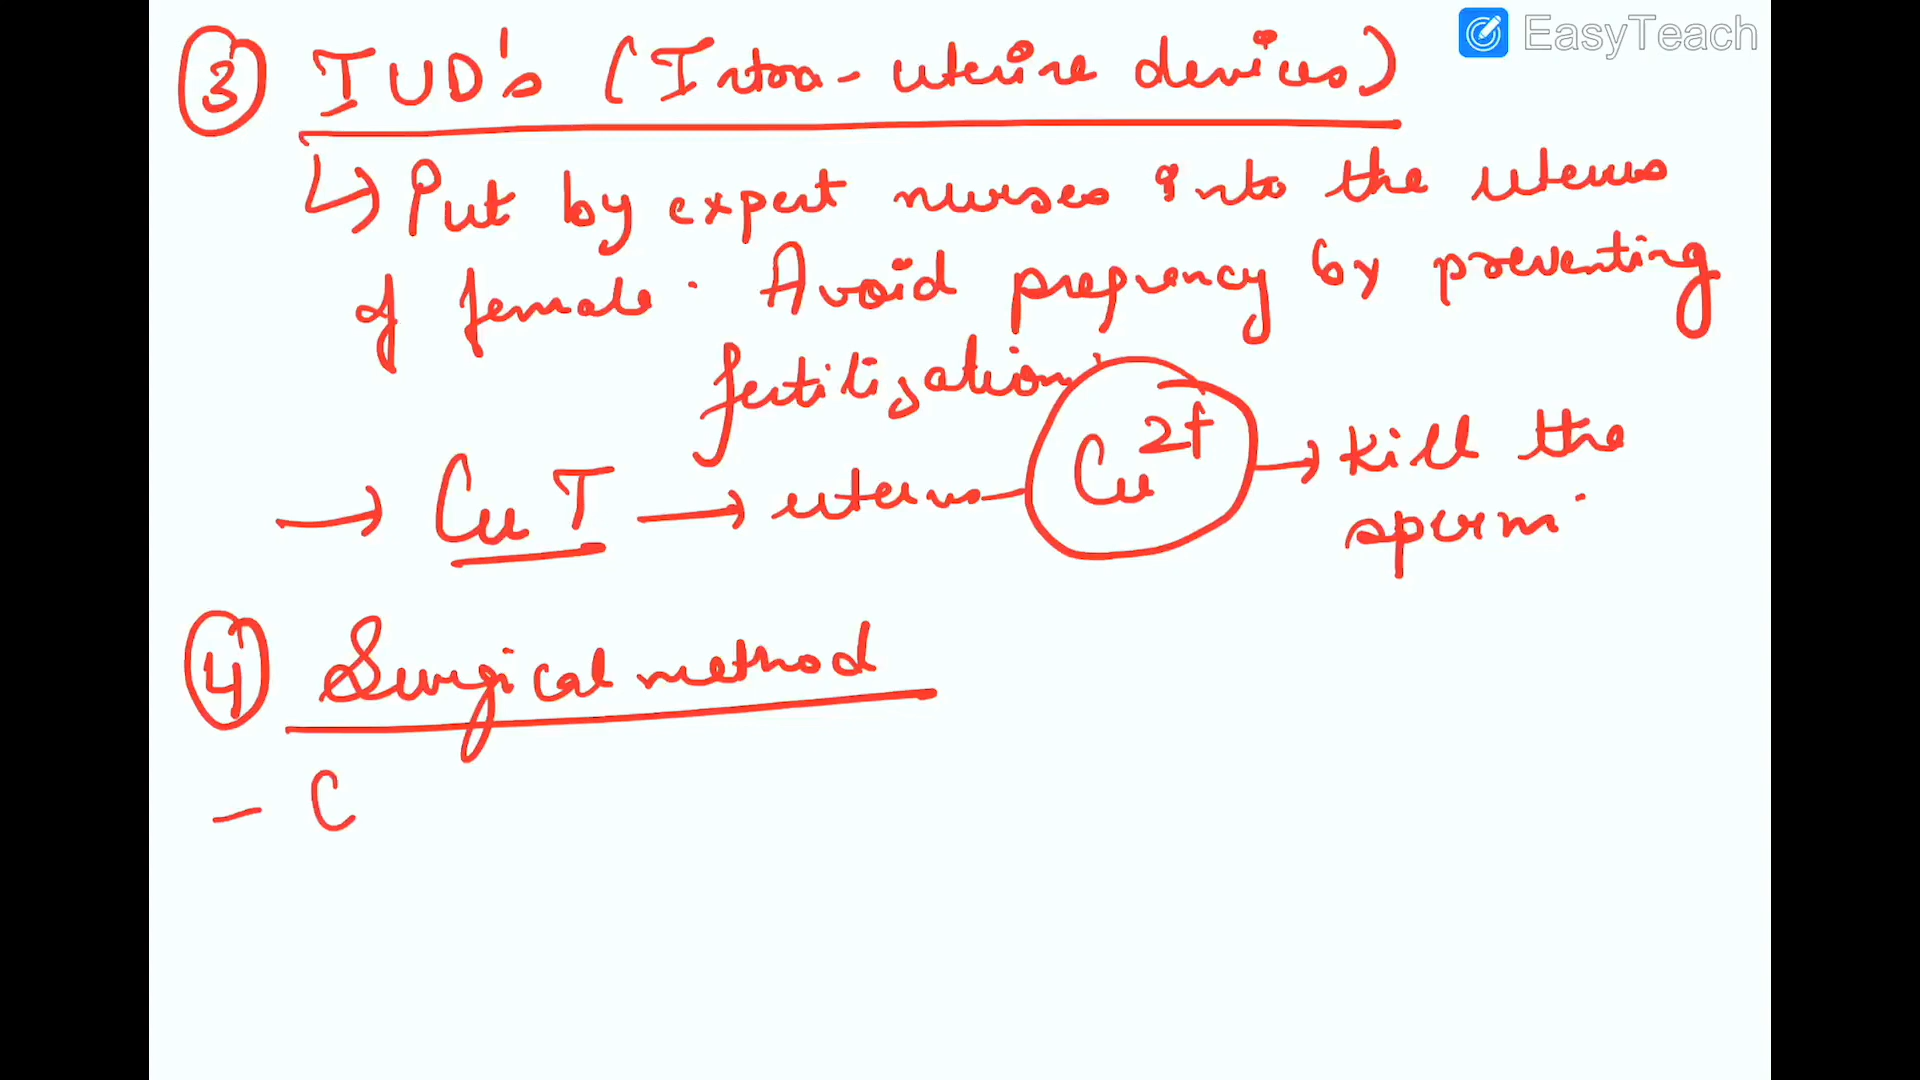 EasyTeach
3 IUD's (Intra-uterine devices)
↳ Put by expert nurses into the uterus
of female. Avoid pregnancy by preventing
fertilization
→ CuT → uterus - Cu2+ → kill the
sperm.
4 Surgical method
- C